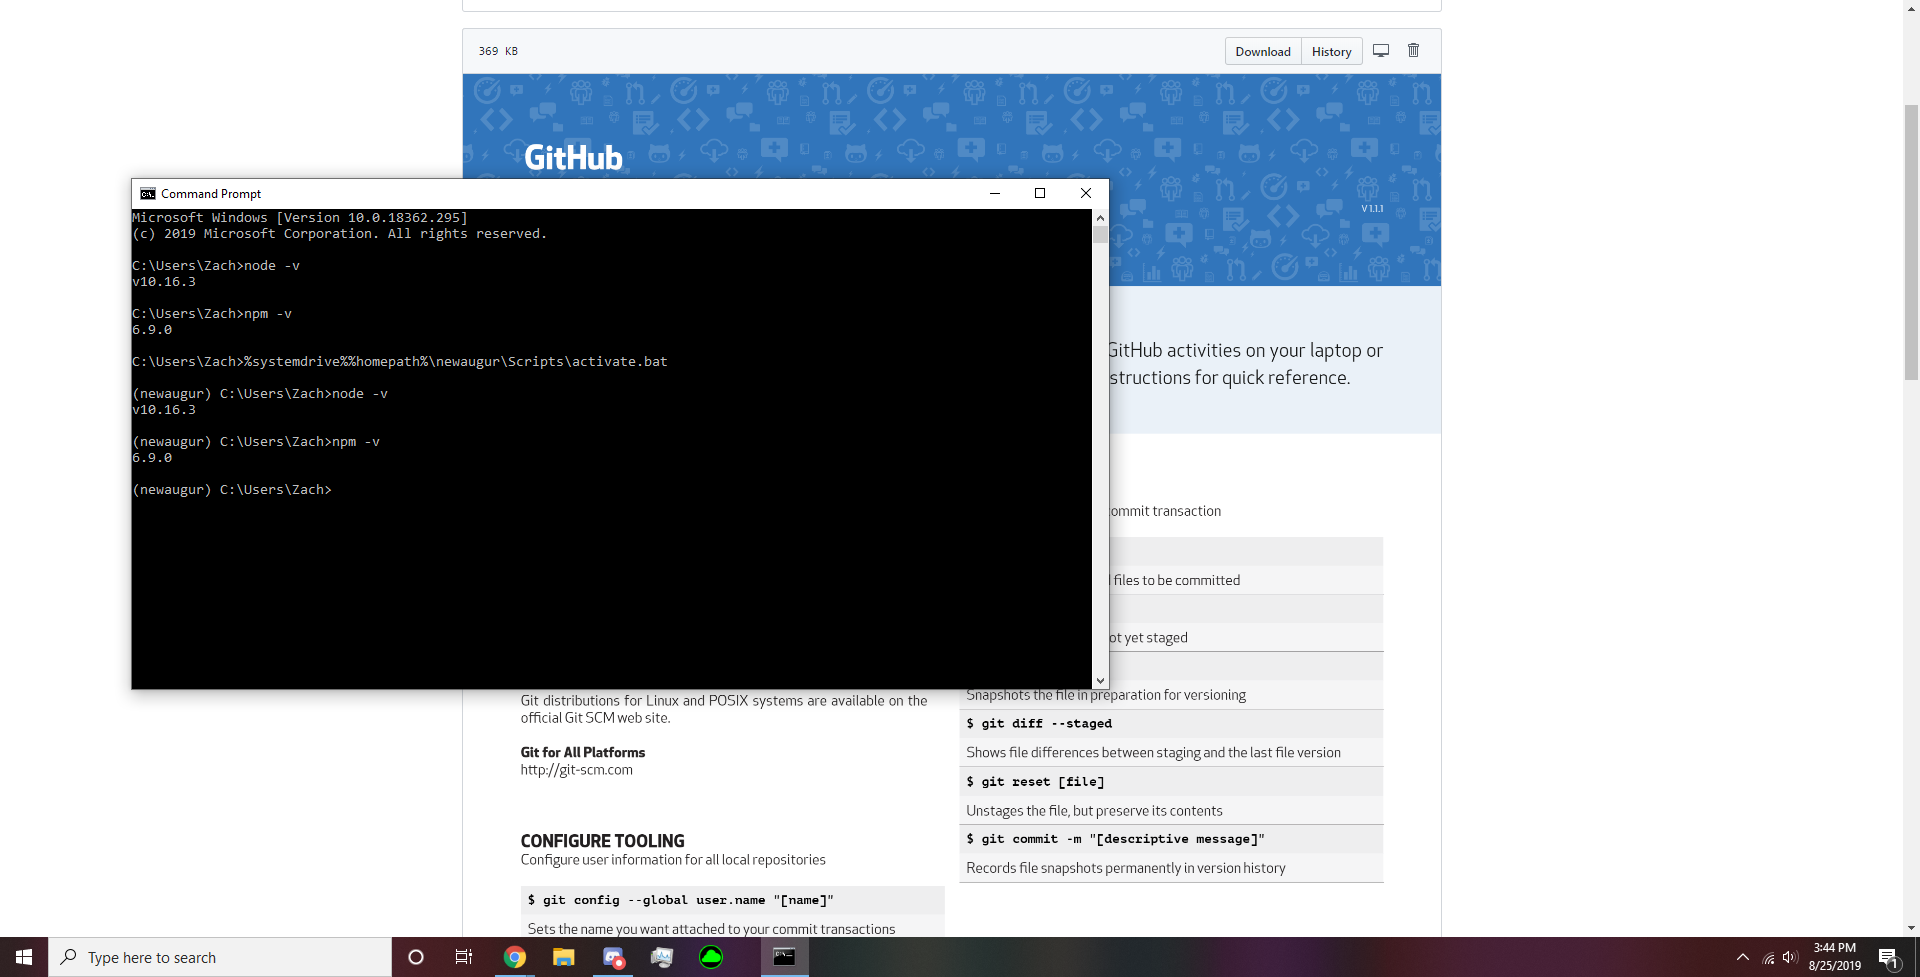 369 KB
Download
History
GitHub
V 1.1.1
Command Prompt
Microsoft Windows [Version 10.0.18362.295]
(c) 2019 Microsoft Corporation. All rights reserved.
C:\Users\Zach>node -v
v10.16.3
C:\Users\Zach>npm -v
6.9.0
C:\Users\Zach>%systemdrive%%homepath%\newaugur\Scripts\activate.bat
(newaugur) C:\Users\Zach>node -v
v10.16.3
(newaugur) C:\Users\Zach>npm -v
6.9.0
(newaugur) C:\Users\Zach>
GitHub activities on your laptop or
structions for quick reference.
ommit transaction
files to be committed
ot yet staged
Snapshots the file in preparation for versioning
$ git diff --staged
Shows file differences between staging and the last file version
$ git reset [file]
Unstages the file, but preserve its contents
$ git commit -m "[descriptive message]"
Records file snapshots permanently in version history
Git distributions for Linux and POSIX systems are available on the
official Git SCM web site.
Git for All Platforms
http://git-scm.com
CONFIGURE TOOLING
Configure user information for all local repositories
$ git config --global user.name "[name]"
Sets the name you want attached to your commit transactions
Type here to search
3:44 PM
8/25/2019
1